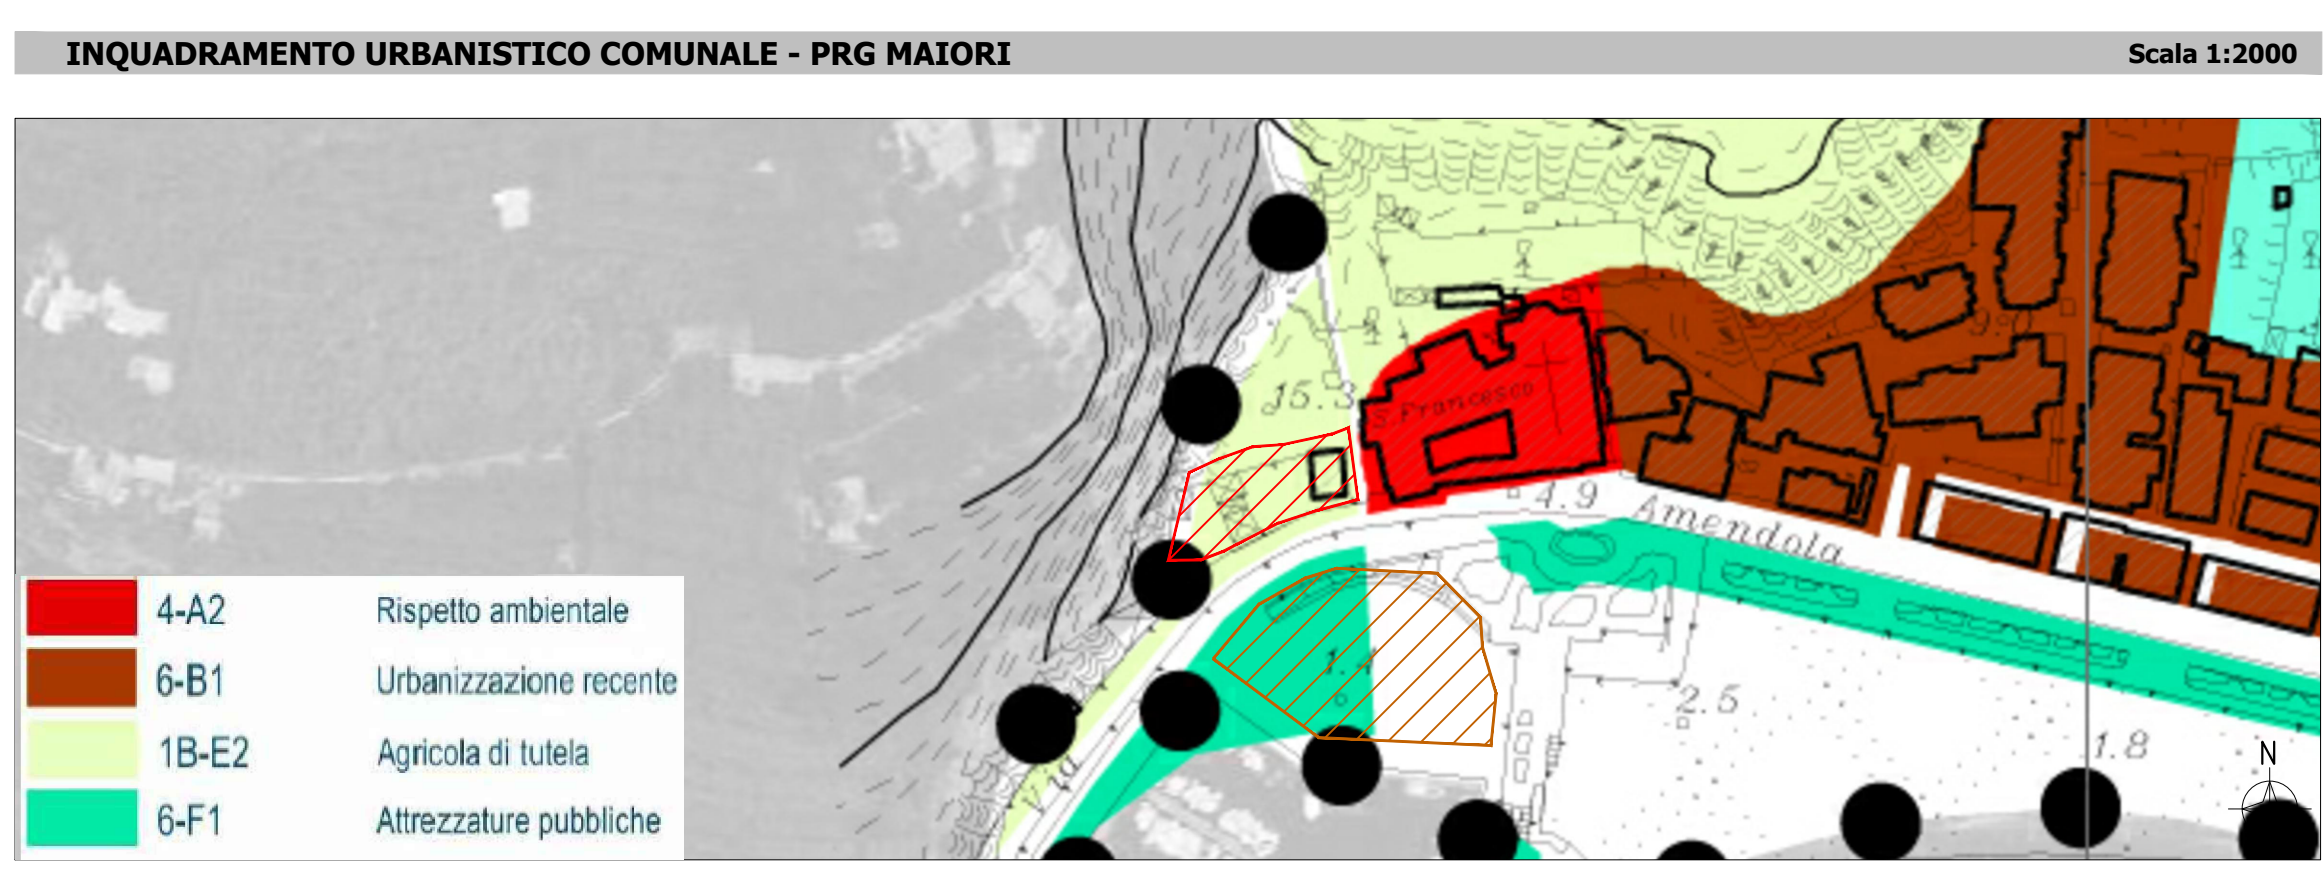 INQUADRAMENTO URBANISTICO COMUNALE - PRG MAIORI
Scala 1:2000
15.3
S. Francesco
4.9
Amendola
2.5
1.8
N
Via
4-A2 Rispetto ambientale
6-B1 Urbanizzazione recente
1B-E2 Agricola di tutela
6-F1 Attrezzature pubbliche